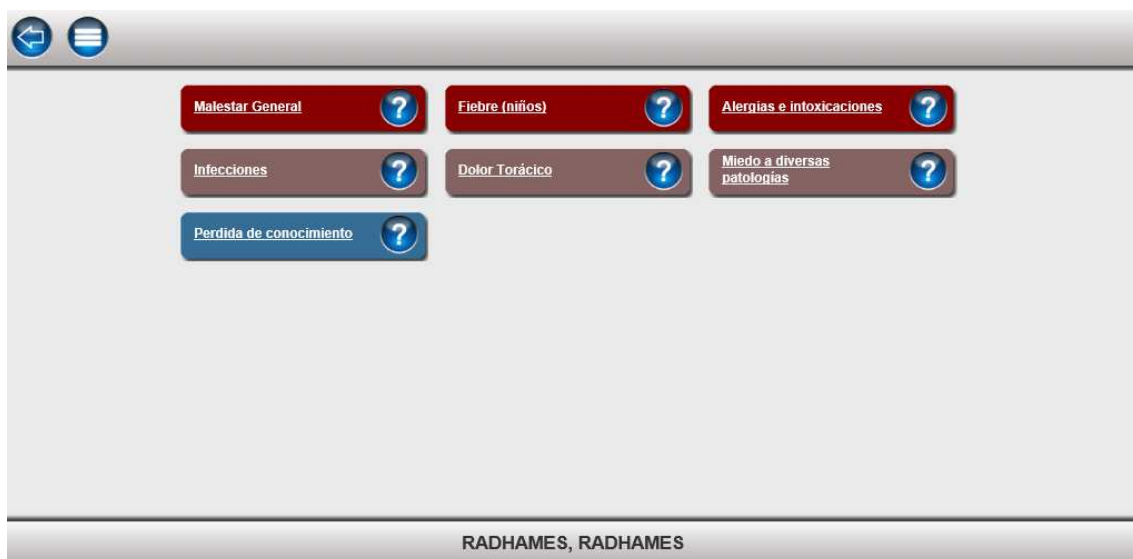 Malestar General
Fiebre (niños)
Alergias e intoxicaciones
Infecciones
Dolor Torácico
Miedo a diversas
patologías
Perdida de conocimiento
RADHAMES, RADHAMES